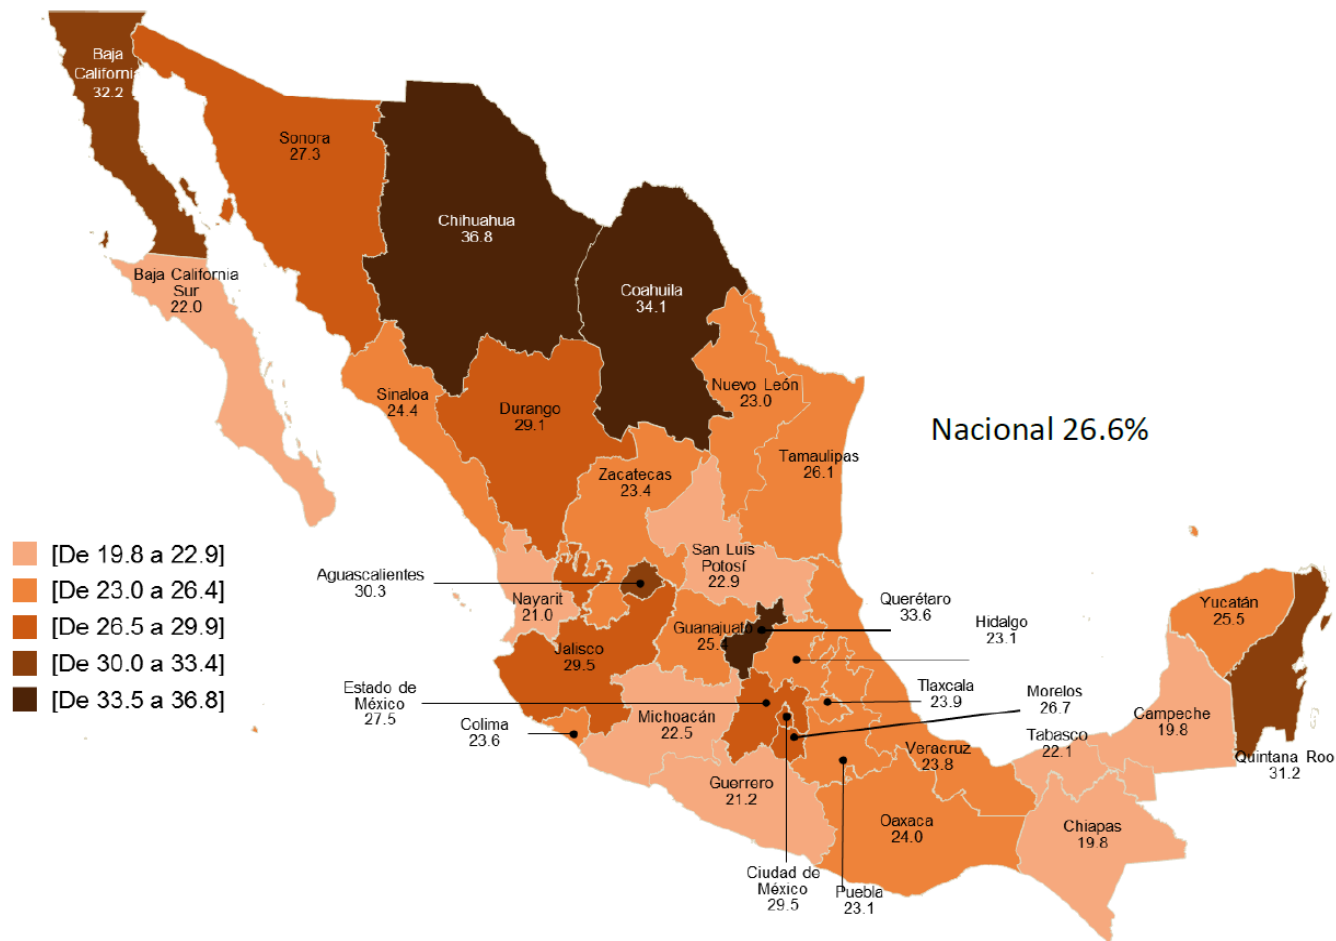 Baja
California
32.2
Sonora
27.3
Chihuahua
36.8
Coahuila
34.1
Baja California
Sur
22.0
Sinaloa
24.4
Durango
29.1
Nuevo León
23.0
Nacional 26.6%
Tamaulipas
26.1
Zacatecas
23.4
San Luis
Potosí
22.9
[De 19.8 a 22.9]
[De 23.0 a 26.4]
[De 26.5 a 29.9]
[De 30.0 a 33.4]
[De 33.5 a 36.8]
Aguascalientes
30.3
Nayarit
21.0
Guanajuato
25.4
Querétaro
33.6
Hidalgo
23.1
Yucatán
25.5
Jalisco
29.5
Estado de
México
27.5
Colima
23.6
Michoacán
22.5
Tlaxcala
23.9
Morelos
26.7
Campeche
19.8
Tabasco
22.1
Quintana Roo
31.2
Veracruz
23.8
Guerrero
21.2
Oaxaca
24.0
Chiapas
19.8
Ciudad de
México
29.5
Puebla
23.1